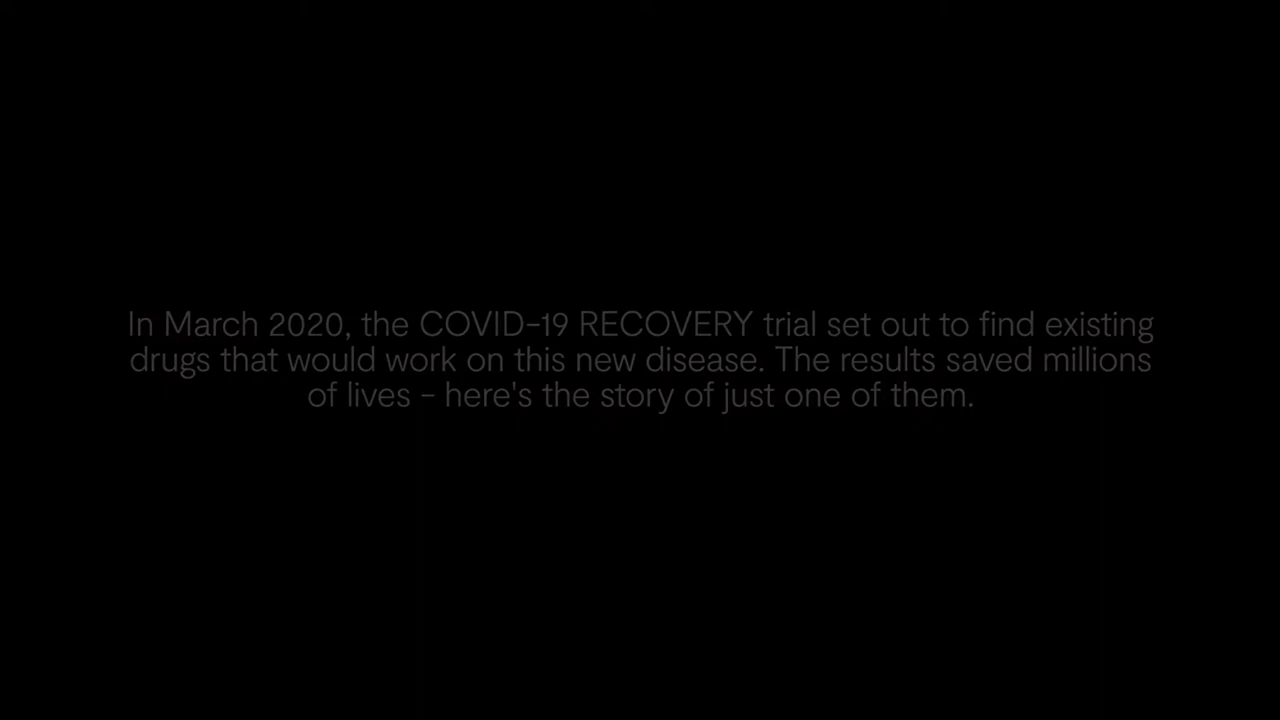 In March 2020, the COVID-19 RECOVERY trial set out to find existing
drugs that would work on this new disease. The results saved millions
of lives - here's the story of just one of them.